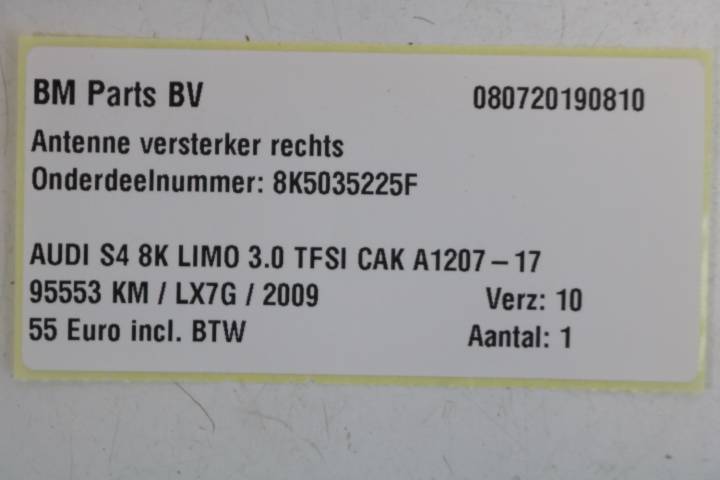 BM Parts BV 080720190810
Antenne versterker rechts
Onderdeelnummer: 8K5035225F
AUDI S4 8K LIMO 3.0 TFSI CAK A1207-17
95553 KM / LX7G / 2009 Verz: 10
55 Euro incl. BTW Aantal: 1